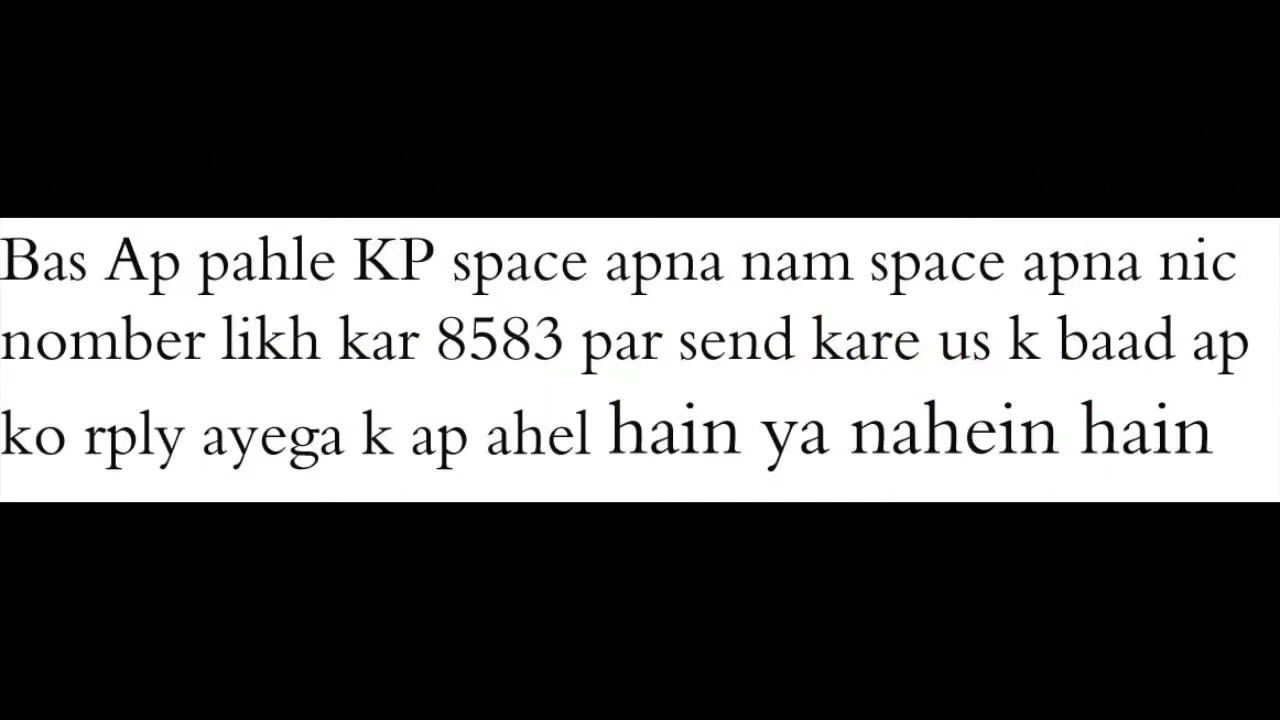 Bas Ap pahle KP space apna nam space apna nic
nomber likh kar 8583 par send kare us k baad ap
ko rply ayega k ap ahel hain ya nahein hain